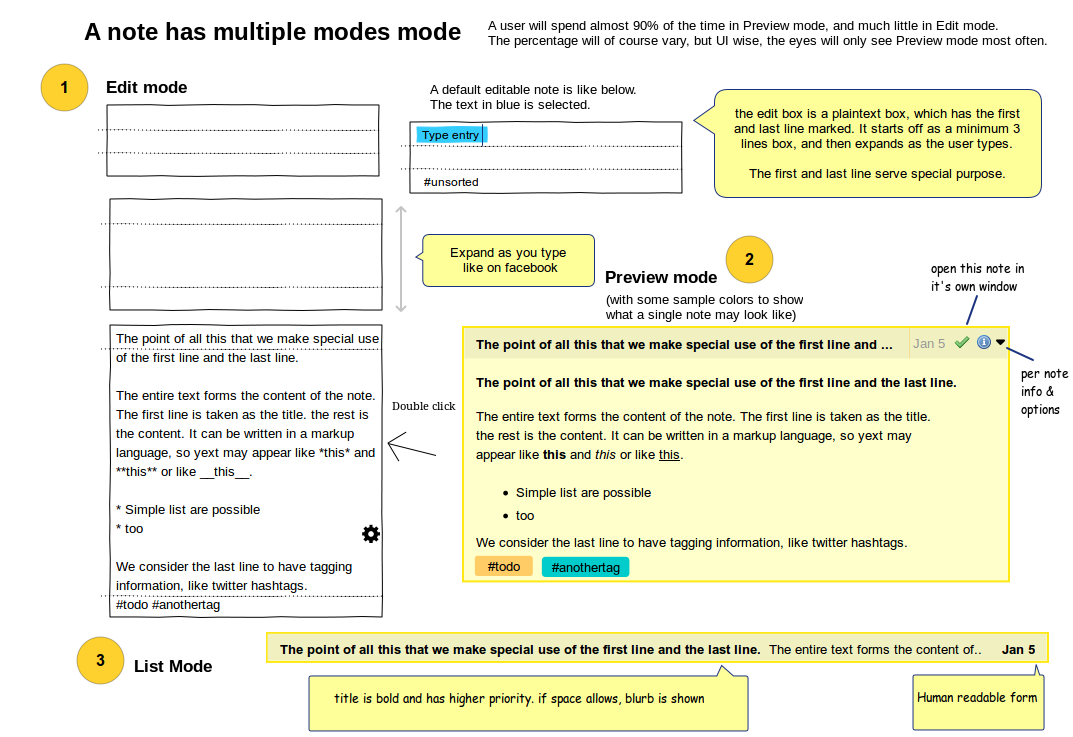 A note has multiple modes mode
A user will spend almost 90% of the time in Preview mode, and much little in Edit mode.
The percentage will of course vary, but UI wise, the eyes will only see Preview mode most often.
1
Edit mode
A default editable note is like below.
The text in blue is selected.
Type entry
#unsorted
the edit box is a plaintext box, which has the first
and last line marked. It starts off as a minimum 3
lines box, and then expands as the user types.
The first and last line serve special purpose.
Expand as you type
like on facebook
2
Preview mode
(with some sample colors to show
what a single note may look like)
open this note in
it's own window
The point of all this that we make special use of the first line and ...
Jan 5
per note
info &
options
The point of all this that we make special use of the first line and the last line.
The entire text forms the content of the note. The first line is taken as the title.
the rest is the content. It can be written in a markup language, so yext may
appear like this and this or like this.
• Simple list are possible
• too
We consider the last line to have tagging information, like twitter hashtags.
#todo
#anothertag
Double click
The point of all this that we make special use
of the first line and the last line.
The entire text forms the content of the note.
The first line is taken as the title. the rest is
the content. It can be written in a markup
language, so yext may appear like *this* and
**this** or like __this__.
* Simple list are possible
* too
We consider the last line to have tagging
information, like twitter hashtags.
#todo #anothertag
3
List Mode
The point of all this that we make special use of the first line and the last line. The entire text forms the content of.. Jan 5
title is bold and has higher priority. if space allows, blurb is shown
Human readable form